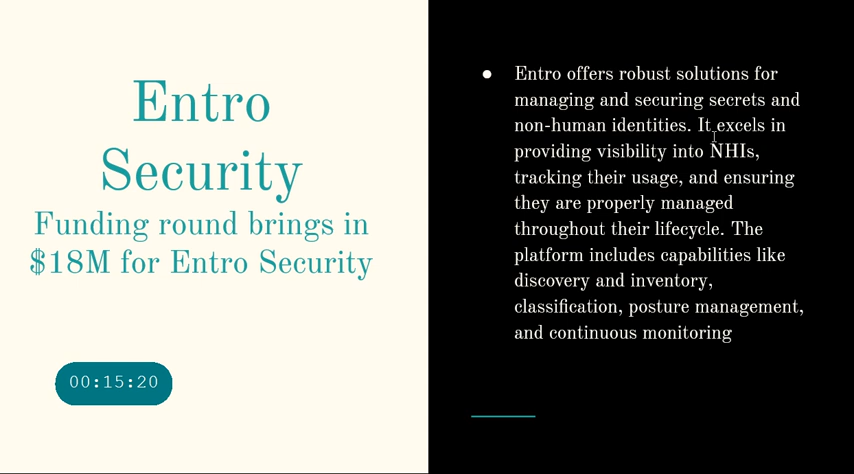 Entro
Security
Funding round brings in
$18M for Entro Security
00:15:20
● Entro offers robust solutions for
managing and securing secrets and
non-human identities. It excels in
providing visibility into NHIs,
tracking their usage, and ensuring
they are properly managed
throughout their lifecycle. The
platform includes capabilities like
discovery and inventory,
classification, posture management,
and continuous monitoring